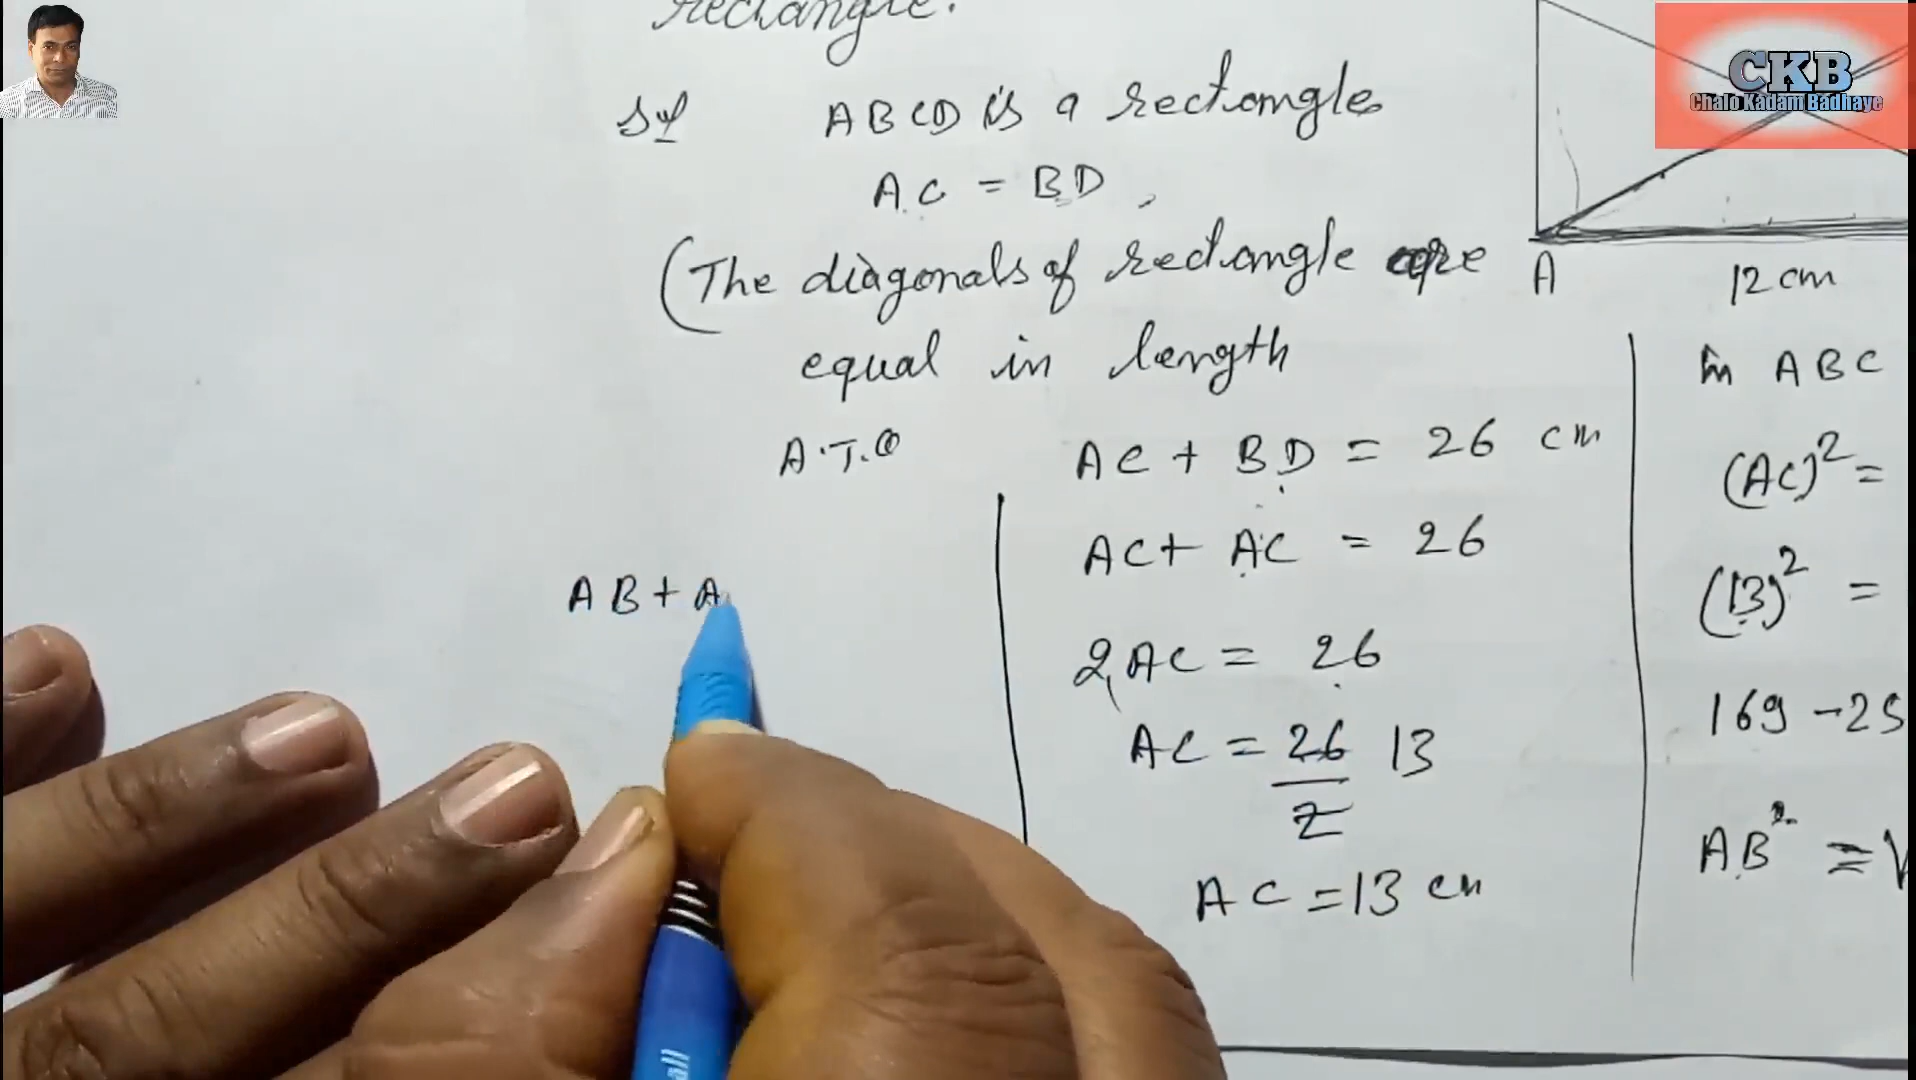 rectangle.
Sol ABCD is a rectangle
AC = BD,
(The diagonals of rectangle are
equal in length
A.T.Q AC + BD = 26 cm
AC + AC = 26
2AC = 26
AC = 26/2 13
AC = 13 cm
AB + A
CKB
Chalo Kadam Badhaye
A 12 cm
In ABC
(AC)² =
(13)² =
169 - 25
AB² = √